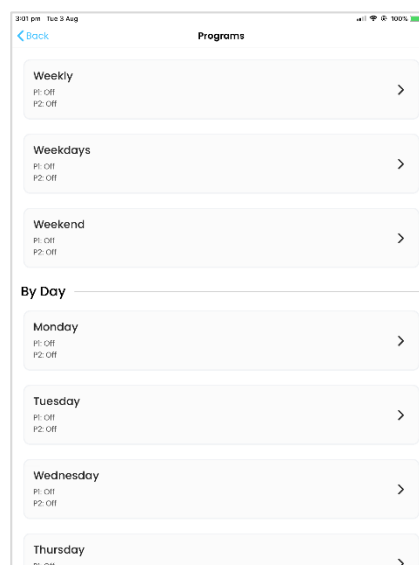 3:01 pm Tue 3 Aug 100%
Back Programs
Weekly
P1: Off
P2: Off
Weekdays
P1: Off
P2: Off
Weekend
P1: Off
P2: Off
By Day
Monday
P1: Off
P2: Off
Tuesday
P1: Off
P2: Off
Wednesday
P1: Off
P2: Off
Thursday
P1: Off